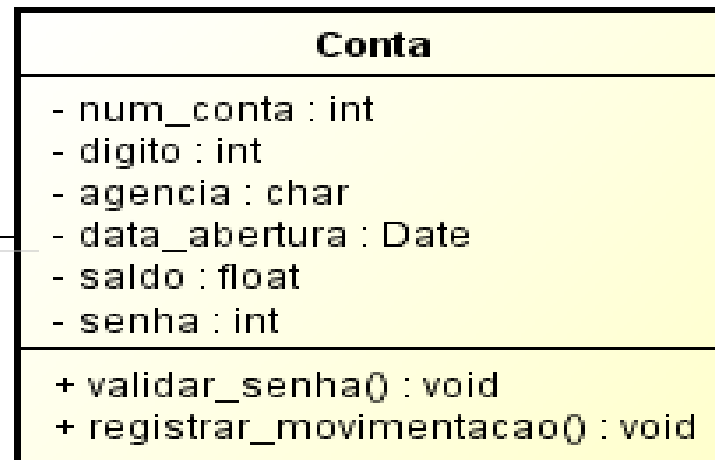 Conta
- num_conta : int
- digito : int
- agencia : char
- data_abertura : Date
- saldo : float
- senha : int
+ validar_senha() : void
+ registrar_movimentacao() : void